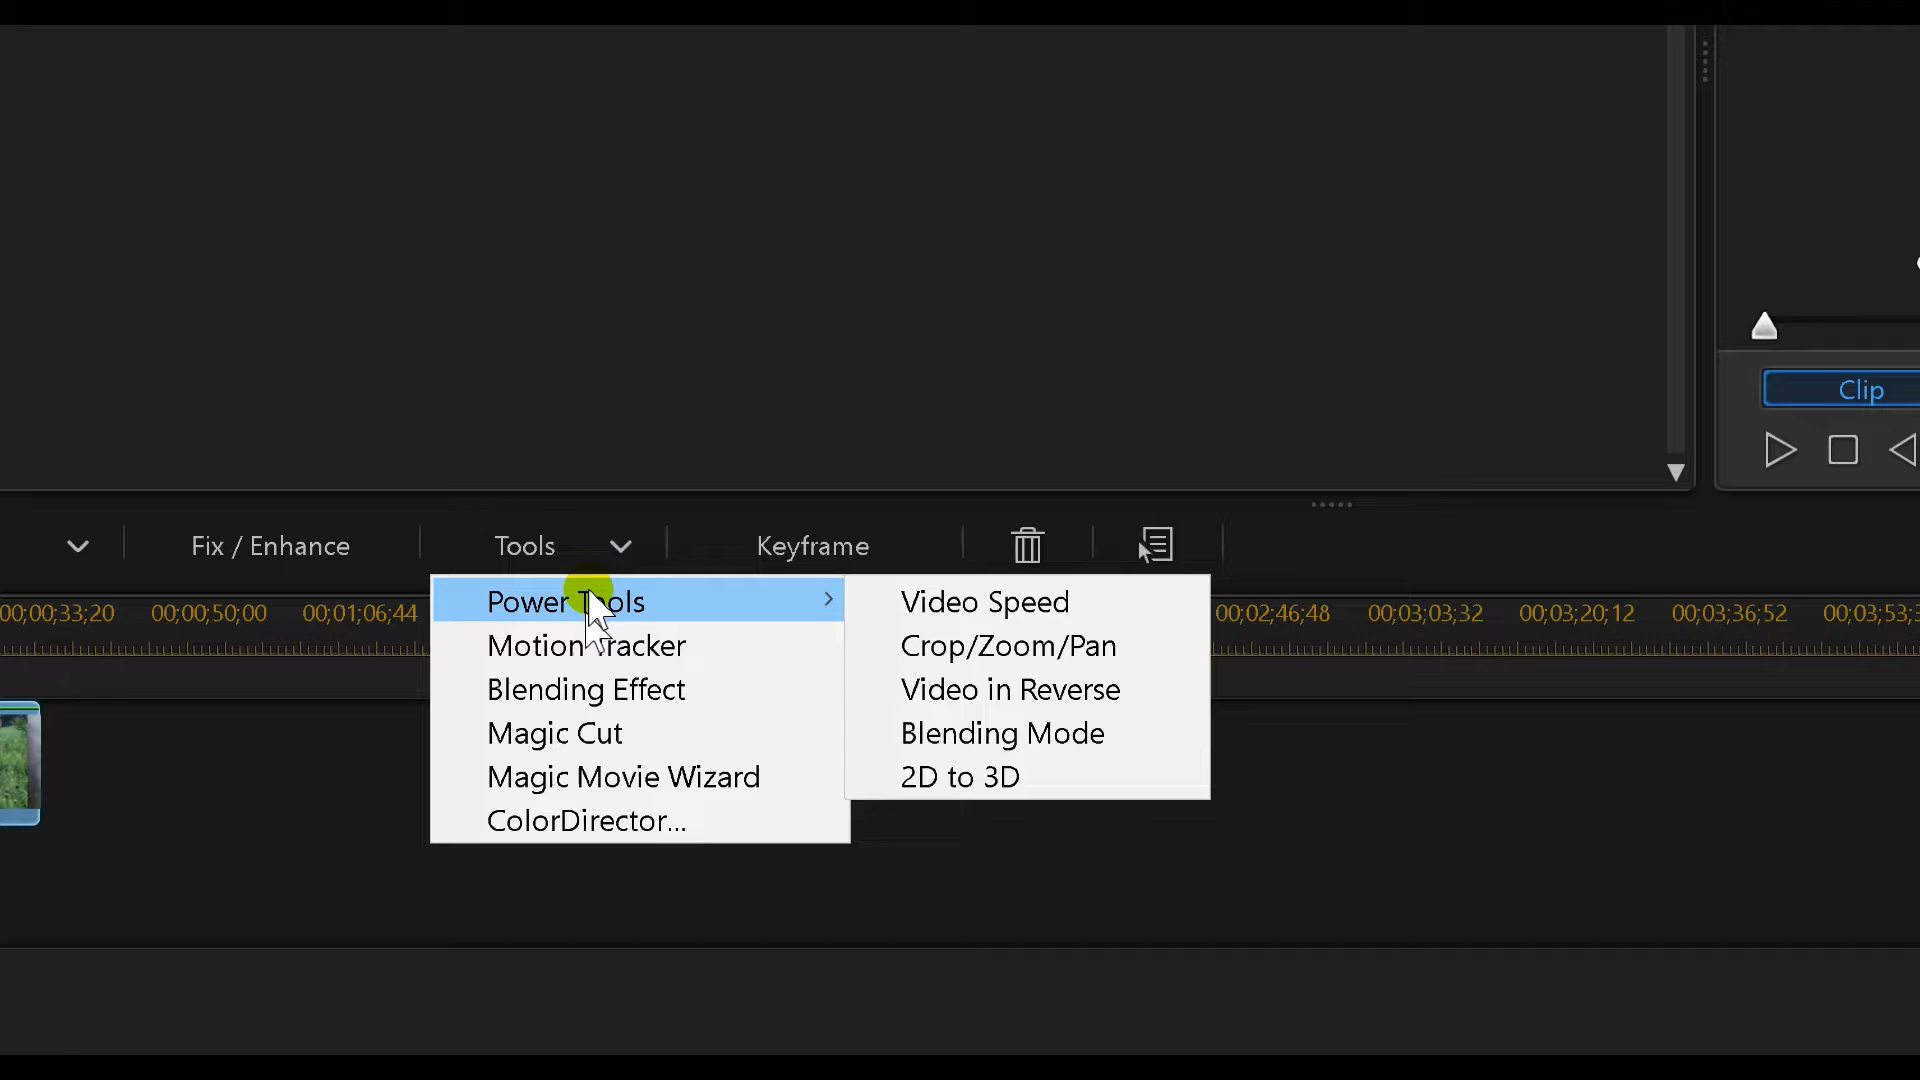 Clip
Fix / Enhance
Tools
Keyframe
00;00;33;20
00;00;50;00
00;01;06;44
00;02;46;48
00;03;03;32
00;03;20;12
00;03;36;52
00;03;53;3
Power Tools
Motion Tracker
Blending Effect
Magic Cut
Magic Movie Wizard
ColorDirector...
Video Speed
Crop/Zoom/Pan
Video in Reverse
Blending Mode
2D to 3D